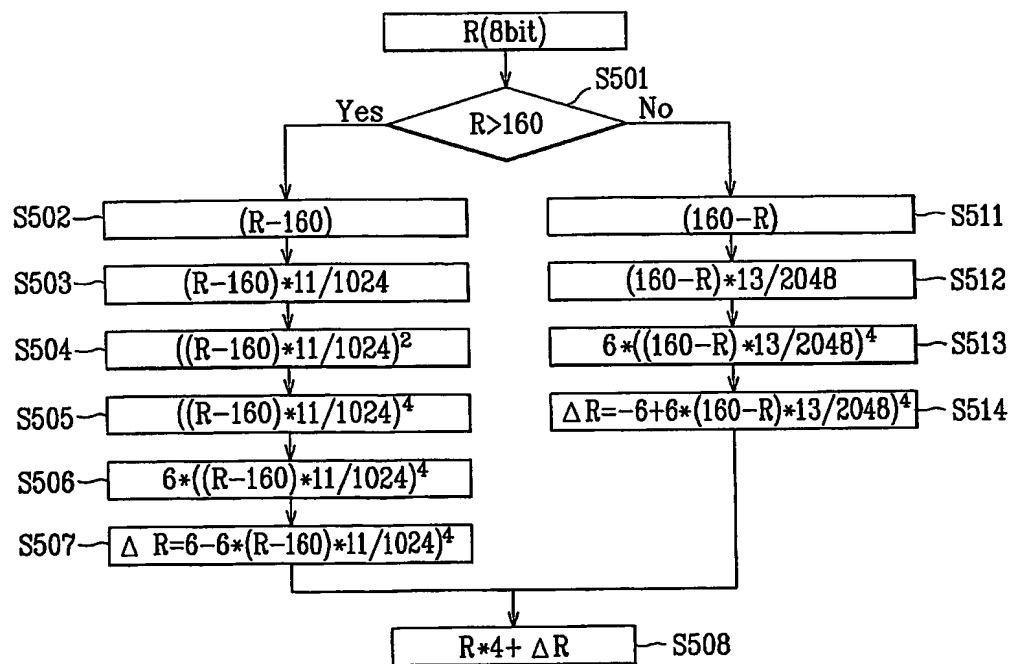 R(8bit)
S501
Yes
R>160
No
S502
(R-160)
(160-R)
S511
S503
(R-160)*11/1024
(160-R)*13/2048
S512
S504
((R-160)*11/1024)²
6*((160-R)*13/2048)⁴
S513
S505
((R-160)*11/1024)⁴
ΔR=-6+6*(160-R)*13/2048)⁴
S514
S506
6*((R-160)*11/1024)⁴
S507
Δ R=6-6*(R-160)*11/1024)⁴
R*4+ ΔR
S508